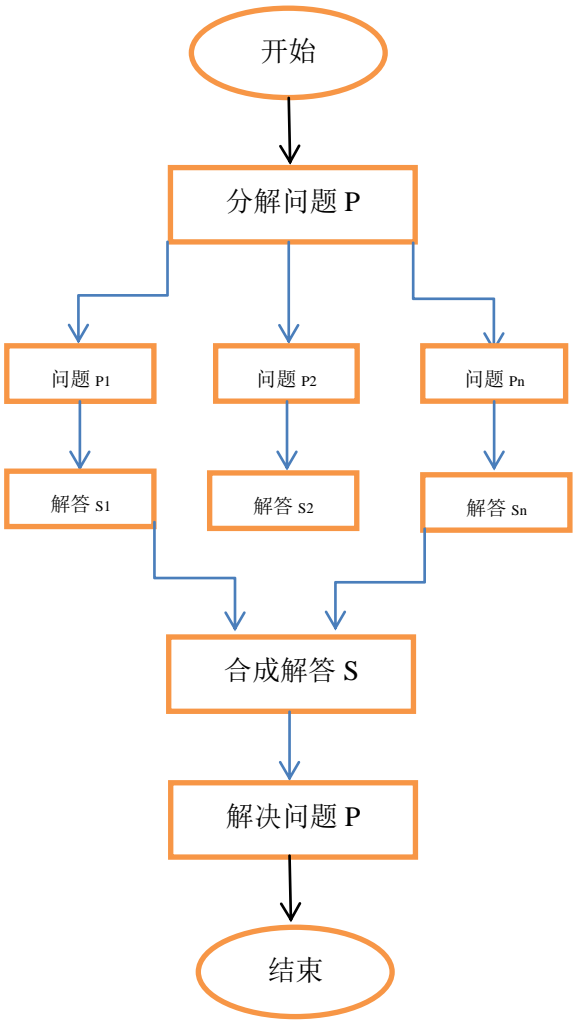 开始
分解问题 P
问题 P1
问题 P2
问题 Pn
解答 S1
解答 S2
解答 Sn
合成解答 S
解决问题 P
结束